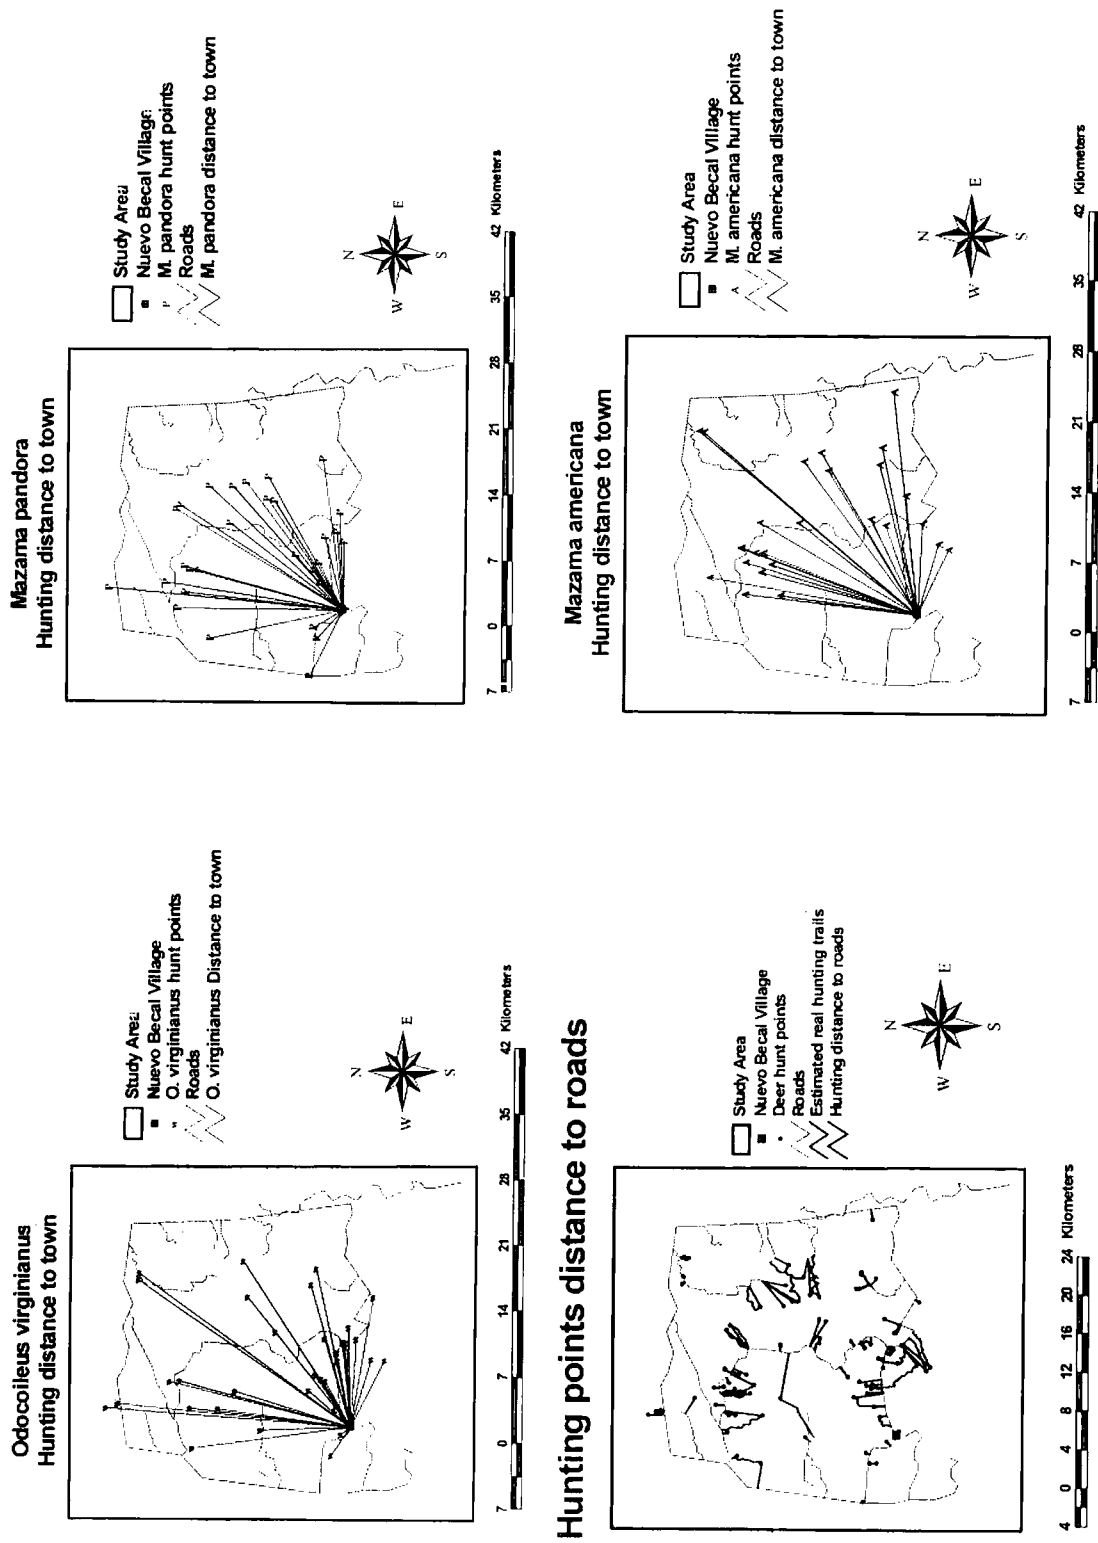 Odocoileus virginianus
Hunting distance to town
Study Area
Nuevo Becal Village
O. virginianus hunt points
Roads
O. virginianus Distance to town
N
W
E
S
7 0 7 14 21 28 35 42 Kilometers
Mazama pandora
Hunting distance to town
Study Area
Nuevo Becal Village
P M. pandora hunt points
Roads
M. pandora distance to town
N
W
E
S
7 0 7 14 21 28 35 42 Kilometers
Hunting points distance to roads
Study Area
Nuevo Becal Village
Deer hunt points
Roads
Estimated real hunting trails
Hunting distance to roads
N
W
E
S
4 0 4 8 12 16 20 24 Kilometers
Mazama americana
Hunting distance to town
Study Area
Nuevo Becal Village
A M. americana hunt points
Roads
M. americana distance to town
N
W
E
S
7 0 7 14 21 28 35 42 Kilometers